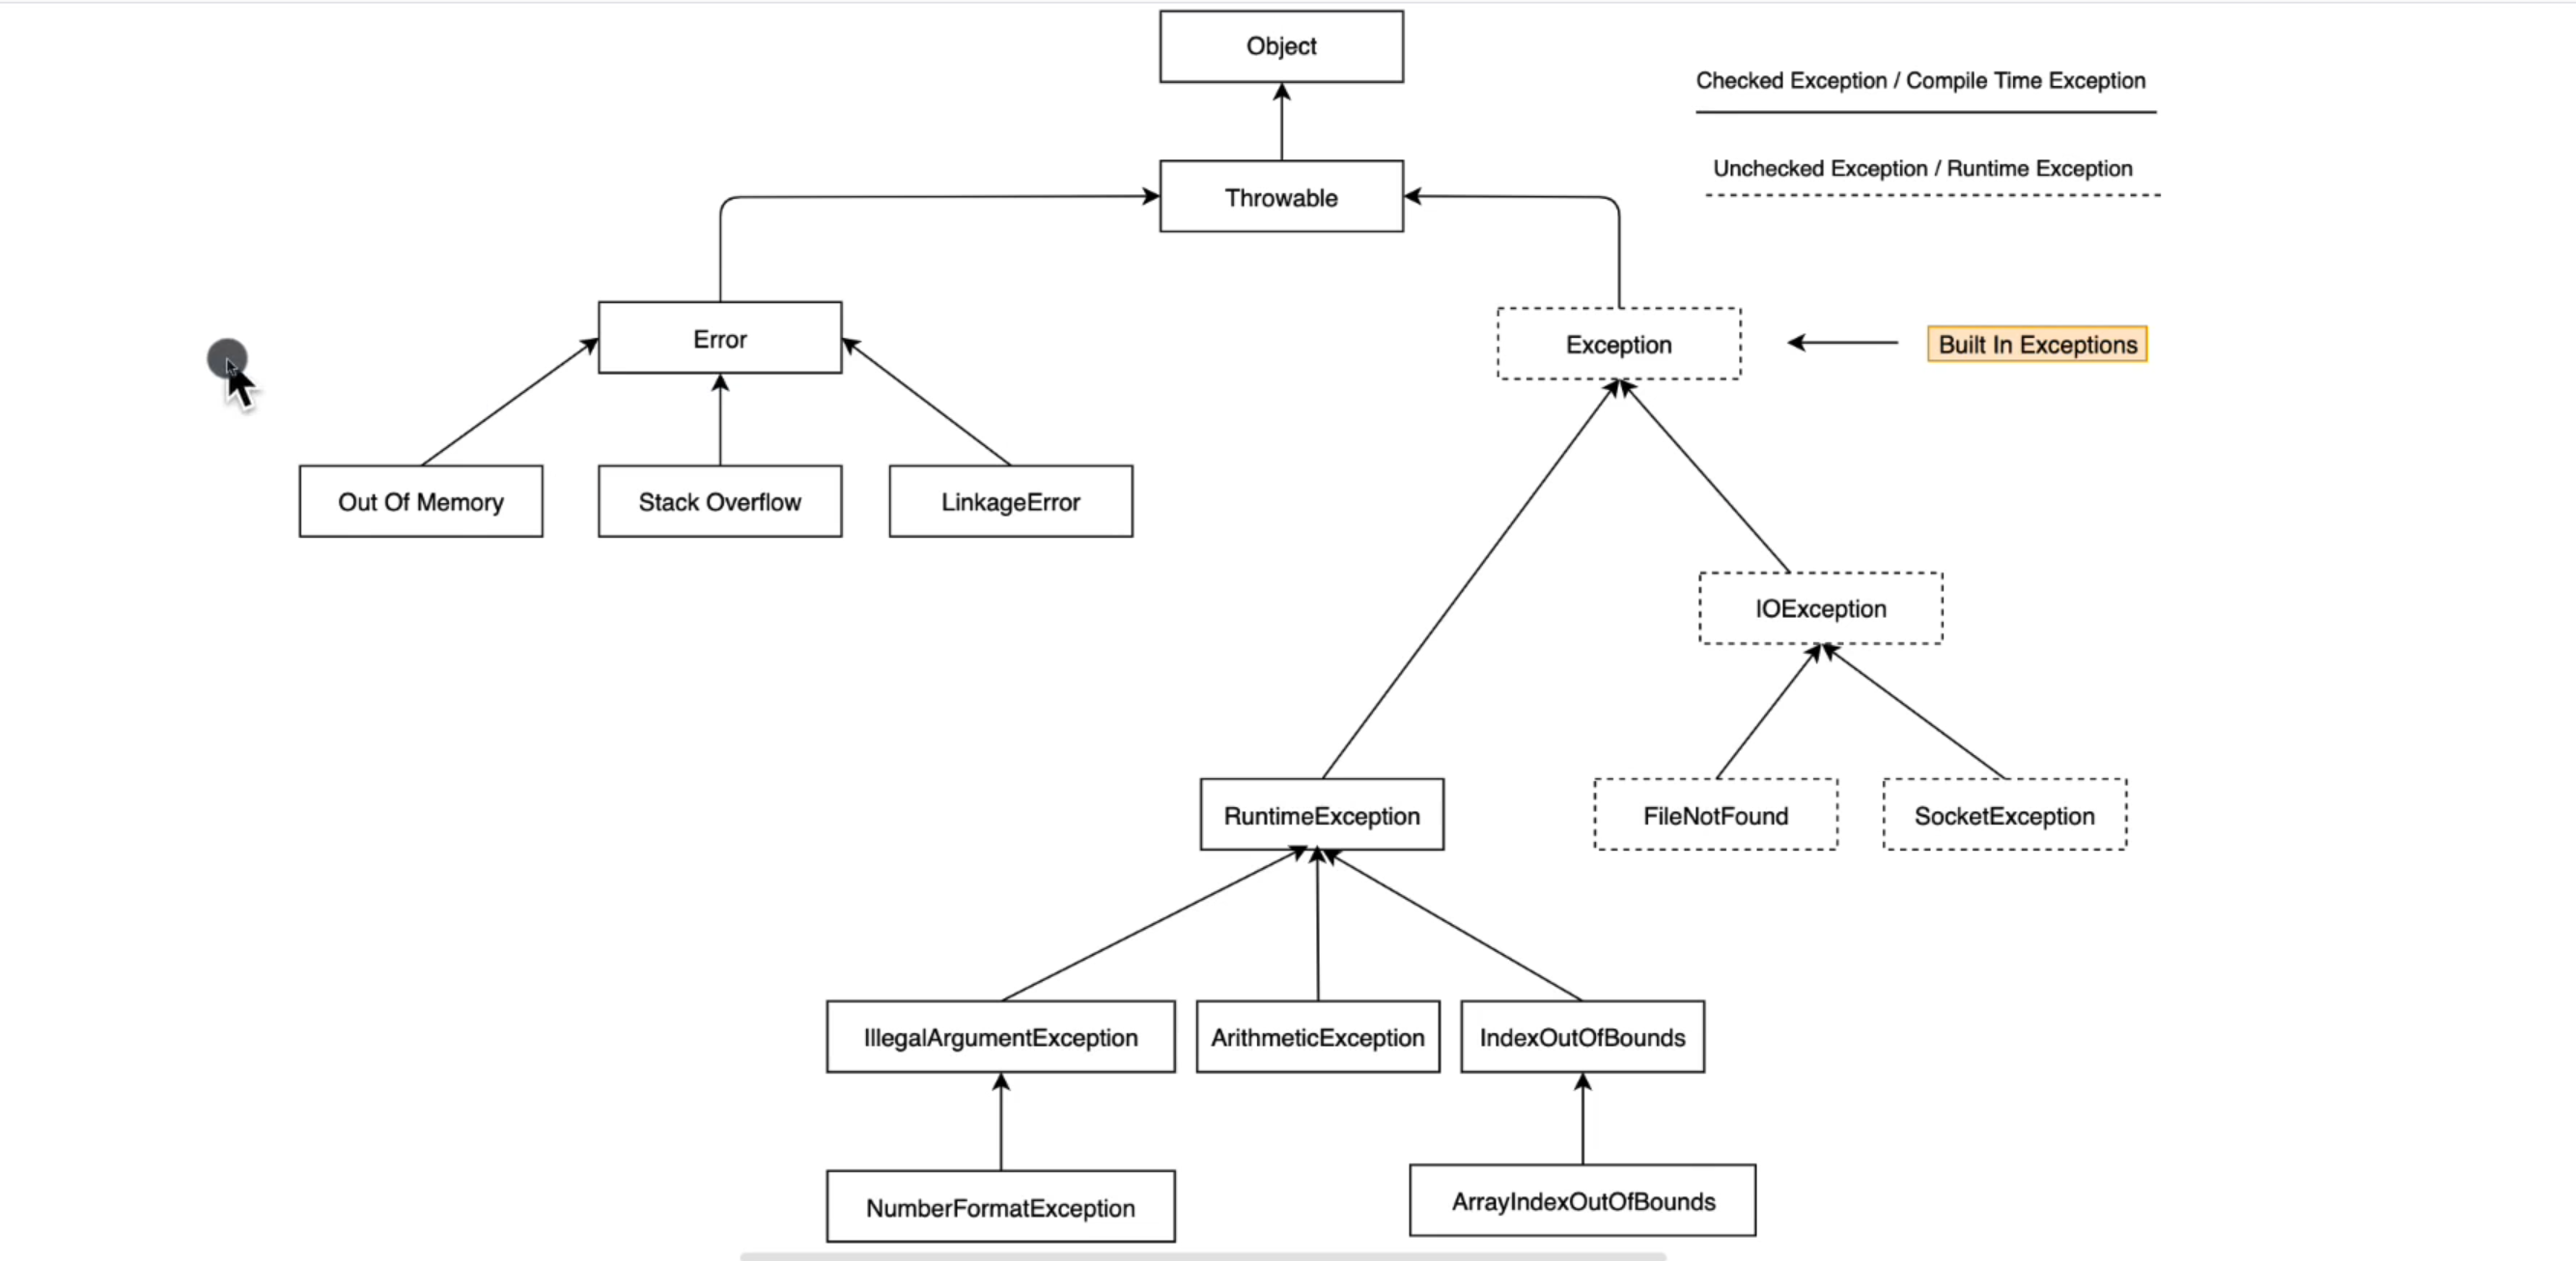 Object
Checked Exception / Compile Time Exception
Unchecked Exception / Runtime Exception
Throwable
Error
Exception
Built In Exceptions
Out Of Memory
Stack Overflow
LinkageError
IOException
RuntimeException
FileNotFound
SocketException
IllegalArgumentException
ArithmeticException
IndexOutOfBounds
NumberFormatException
ArrayIndexOutOfBounds